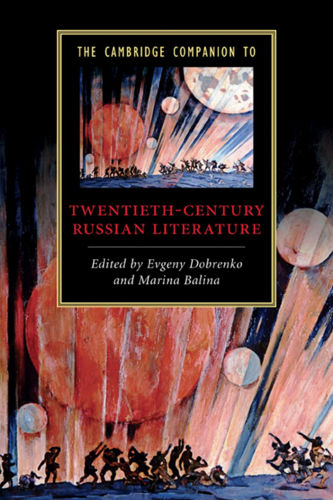 THE CAMBRIDGE COMPANION TO
TWENTIETH-CENTURY
RUSSIAN LITERATURE
Edited by Evgeny Dobrenko
and Marina Balina